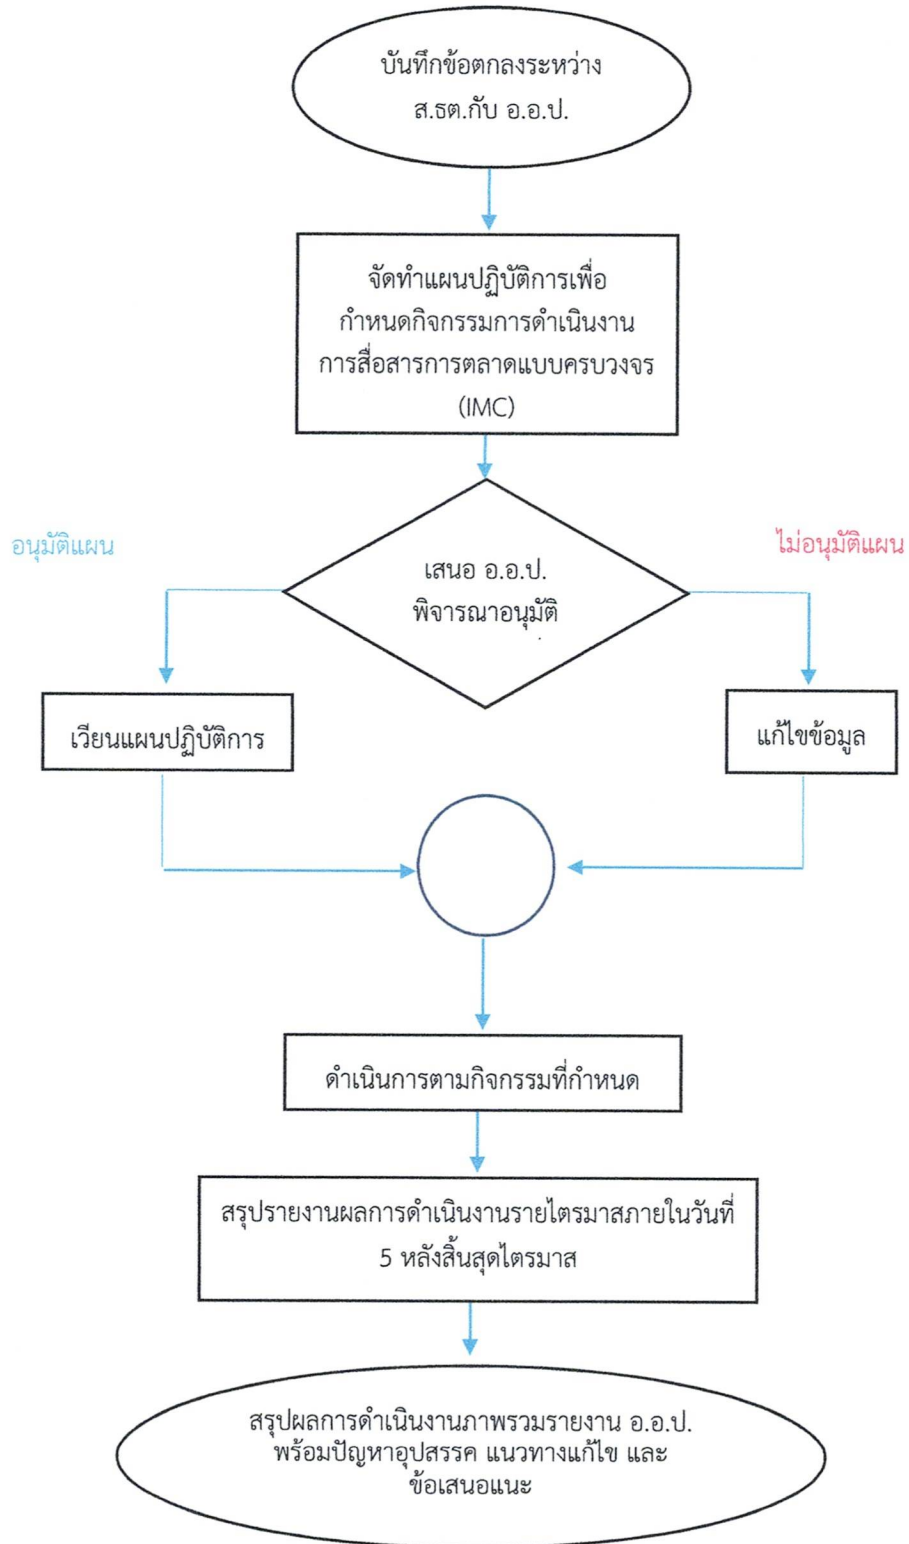 บันทึกข้อตกลงระหว่าง
ส.ธต.กับ อ.อ.ป.
จัดทำแผนปฏิบัติการเพื่อ
กำหนดกิจกรรมการดำเนินงาน
การสื่อสารการตลาดแบบครบวงจร
(IMC)
อนุมัติแผน
ไม่อนุมัติแผน
เสนอ อ.อ.ป.
พิจารณาอนุมัติ
เวียนแผนปฏิบัติการ
แก้ไขข้อมูล
ดำเนินการตามกิจกรรมที่กำหนด
สรุปรายงานผลการดำเนินงานรายไตรมาสภายในวันที่
5 หลังสิ้นสุดไตรมาส
สรุปผลการดำเนินงานภาพรวมรายงาน อ.อ.ป.
พร้อมปัญหาอุปสรรค แนวทางแก้ไข และ
ข้อเสนอแนะ